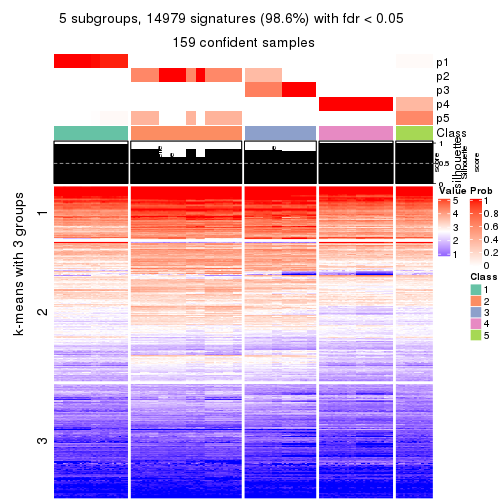 5 subgroups, 14979 signatures (98.6%) with fdr < 0.05
159 confident samples
p1
p2
p3
p4
p5
Class
1
0.5
0
silhouette
Silhouette
score
score
k-means with 3 groups
1
2
3
Value
5
4
3
2
1
Prob
1
0.8
0.6
0.4
0.2
0
Class
1
2
3
4
5